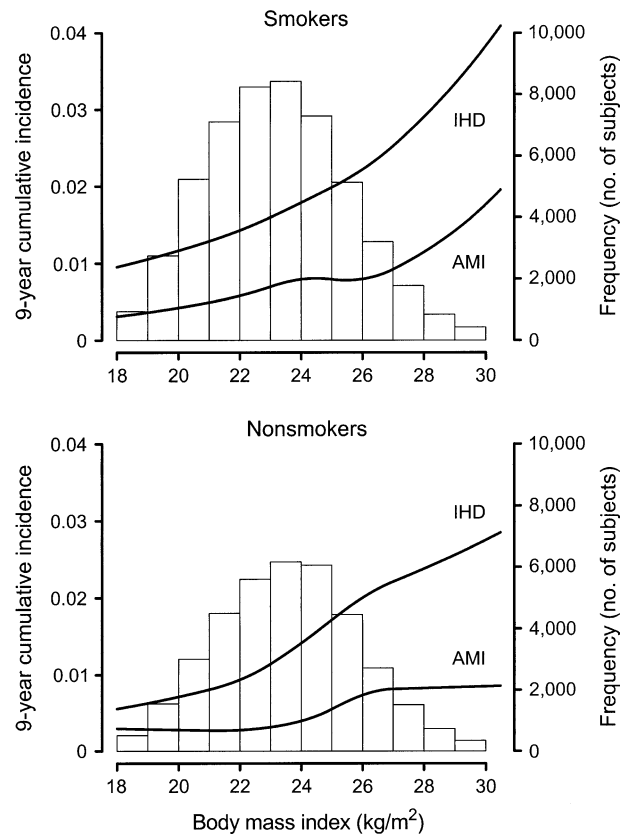 Smokers
9-year cumulative incidence
0.04
0.03
0.02
0.01
0
10,000
8,000
6,000
4,000
2,000
0
Frequency (no. of subjects)
IHD
AMI
18 20 22 24 26 28 30
Nonsmokers
9-year cumulative incidence
0.04
0.03
0.02
0.01
0
10,000
8,000
6,000
4,000
2,000
0
Frequency (no. of subjects)
IHD
AMI
18 20 22 24 26 28 30
Body mass index (kg/m²)